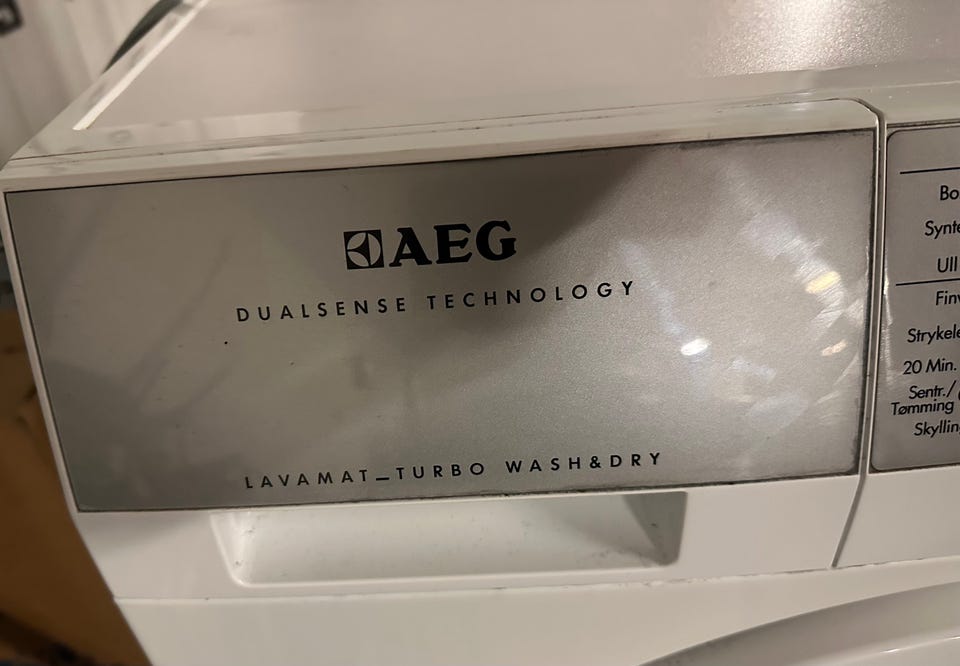 AEG
DUALSENSE TECHNOLOGY
LAVAMAT_TURBO WASH&DRY
Ull
20 Min.
Sentr./
Tømming